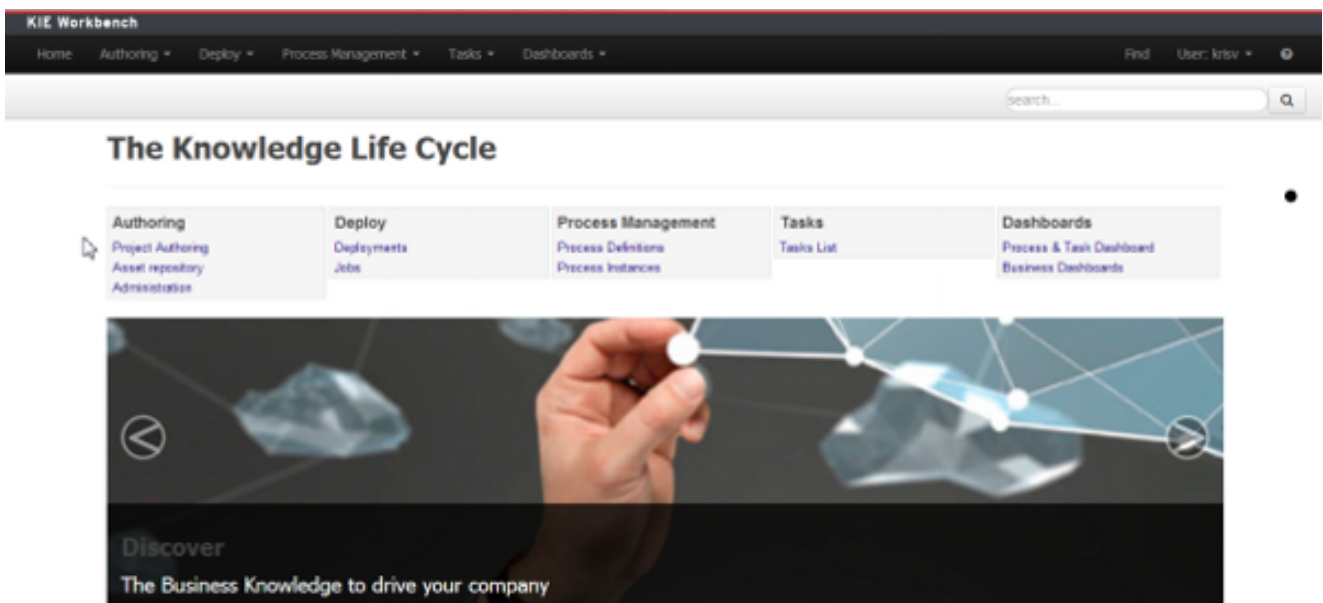 KIE Workbench
Home Authoring Deploy Process Management Tasks Dashboards Find User: krisv
search...
The Knowledge Life Cycle
Authoring Deploy Process Management Tasks Dashboards
Project Authoring Deployments Process Definitions Tasks List Process & Task Dashboard
Asset repository Jobs Process Instances Business Dashboards
Administration
Discover
The Business Knowledge to drive your company